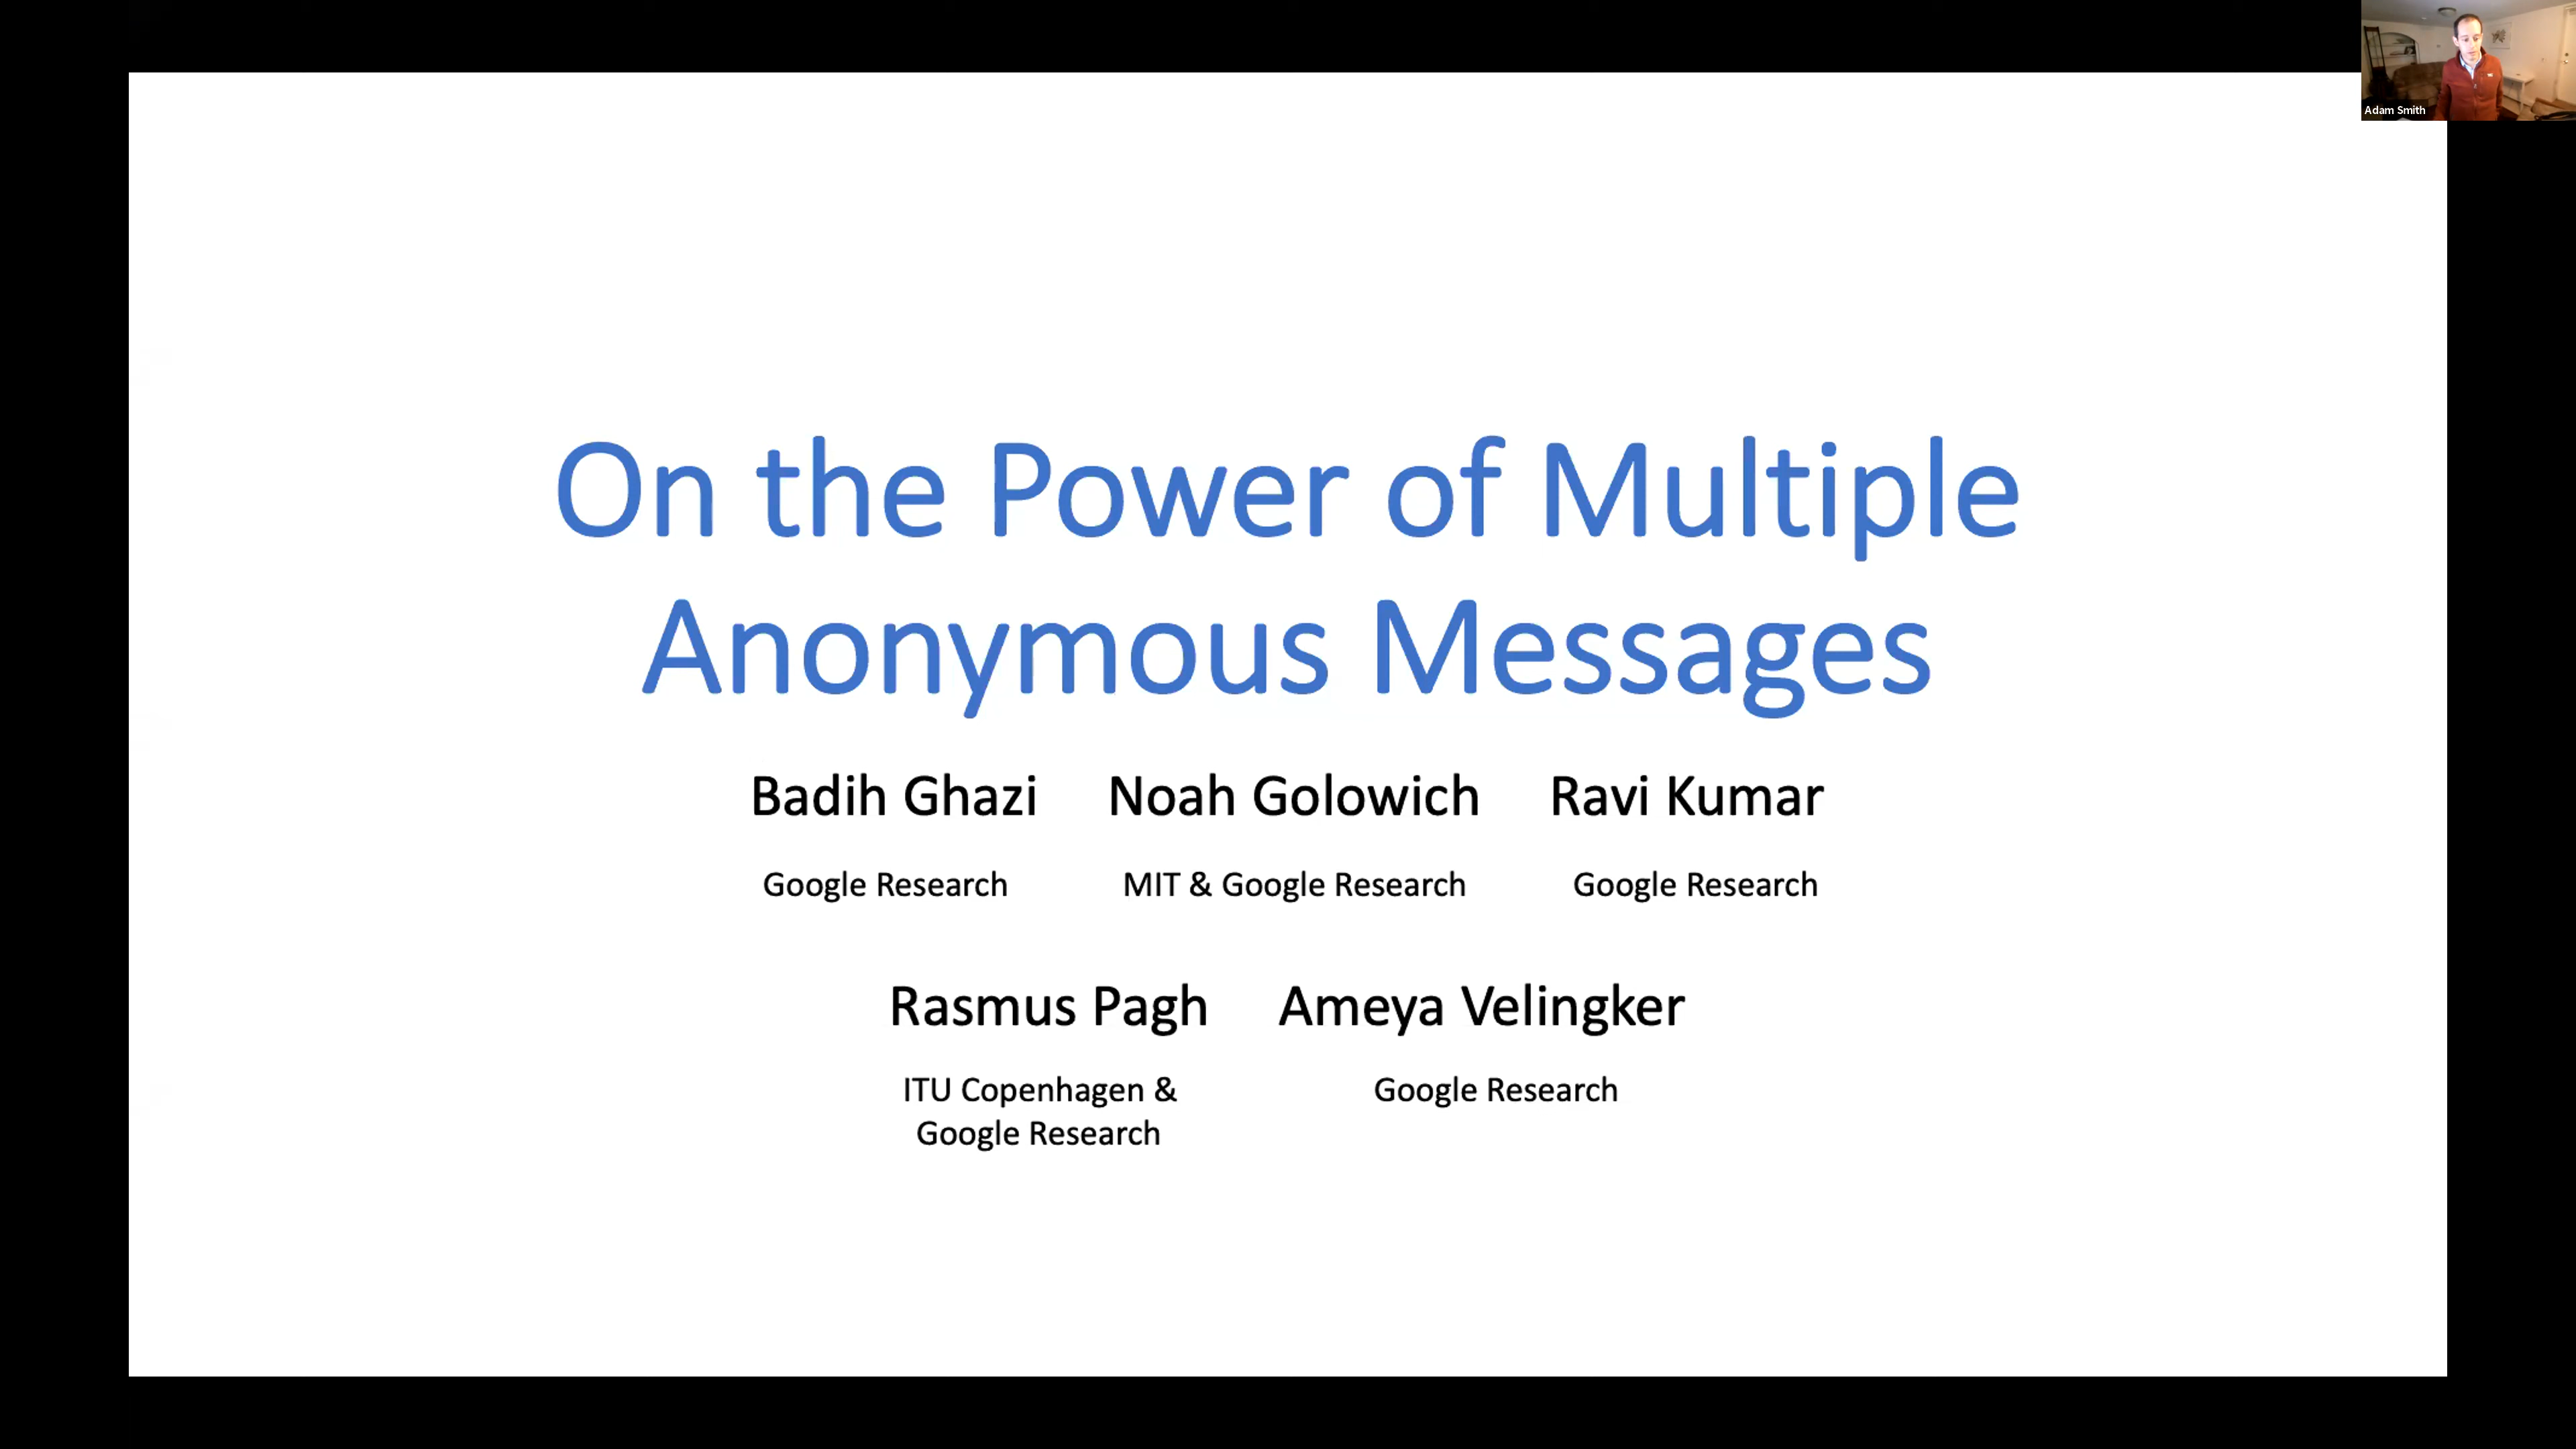 Adam Smith
On the Power of Multiple
Anonymous Messages
Badih Ghazi Noah Golowich Ravi Kumar
Google Research MIT & Google Research Google Research
Rasmus Pagh Ameya Velingker
ITU Copenhagen & Google Research
Google Research